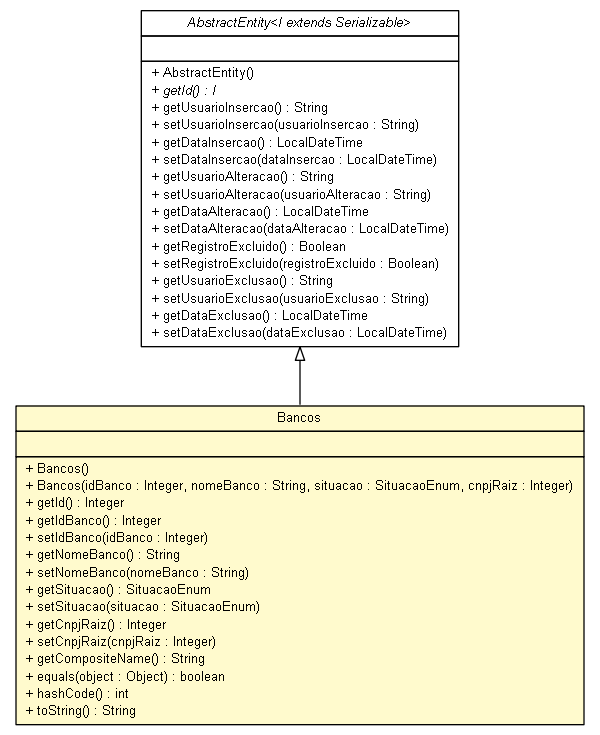 AbstractEntity<I extends Serializable>
+ AbstractEntity()
+ getId() : I
+ getUsuarioInsercao() : String
+ setUsuarioInsercao(usuarioInsercao : String)
+ getDataInsercao() : LocalDateTime
+ setDataInsercao(dataInsercao : LocalDateTime)
+ getUsuarioAlteracao() : String
+ setUsuarioAlteracao(usuarioAlteracao : String)
+ getDataAlteracao() : LocalDateTime
+ setDataAlteracao(dataAlteracao : LocalDateTime)
+ getRegistroExcluido() : Boolean
+ setRegistroExcluido(registroExcluido : Boolean)
+ getUsuarioExclusao() : String
+ setUsuarioExclusao(usuarioExclusao : String)
+ getDataExclusao() : LocalDateTime
+ setDataExclusao(dataExclusao : LocalDateTime)
Bancos
+ Bancos()
+ Bancos(idBanco : Integer, nomeBanco : String, situacao : SituacaoEnum, cnpjRaiz : Integer)
+ getId() : Integer
+ getIdBanco() : Integer
+ setIdBanco(idBanco : Integer)
+ getNomeBanco() : String
+ setNomeBanco(nomeBanco : String)
+ getSituacao() : SituacaoEnum
+ setSituacao(situacao : SituacaoEnum)
+ getCnpjRaiz() : Integer
+ setCnpjRaiz(cnpjRaiz : Integer)
+ getCompositeName() : String
+ equals(object : Object) : boolean
+ hashCode() : int
+ toString() : String